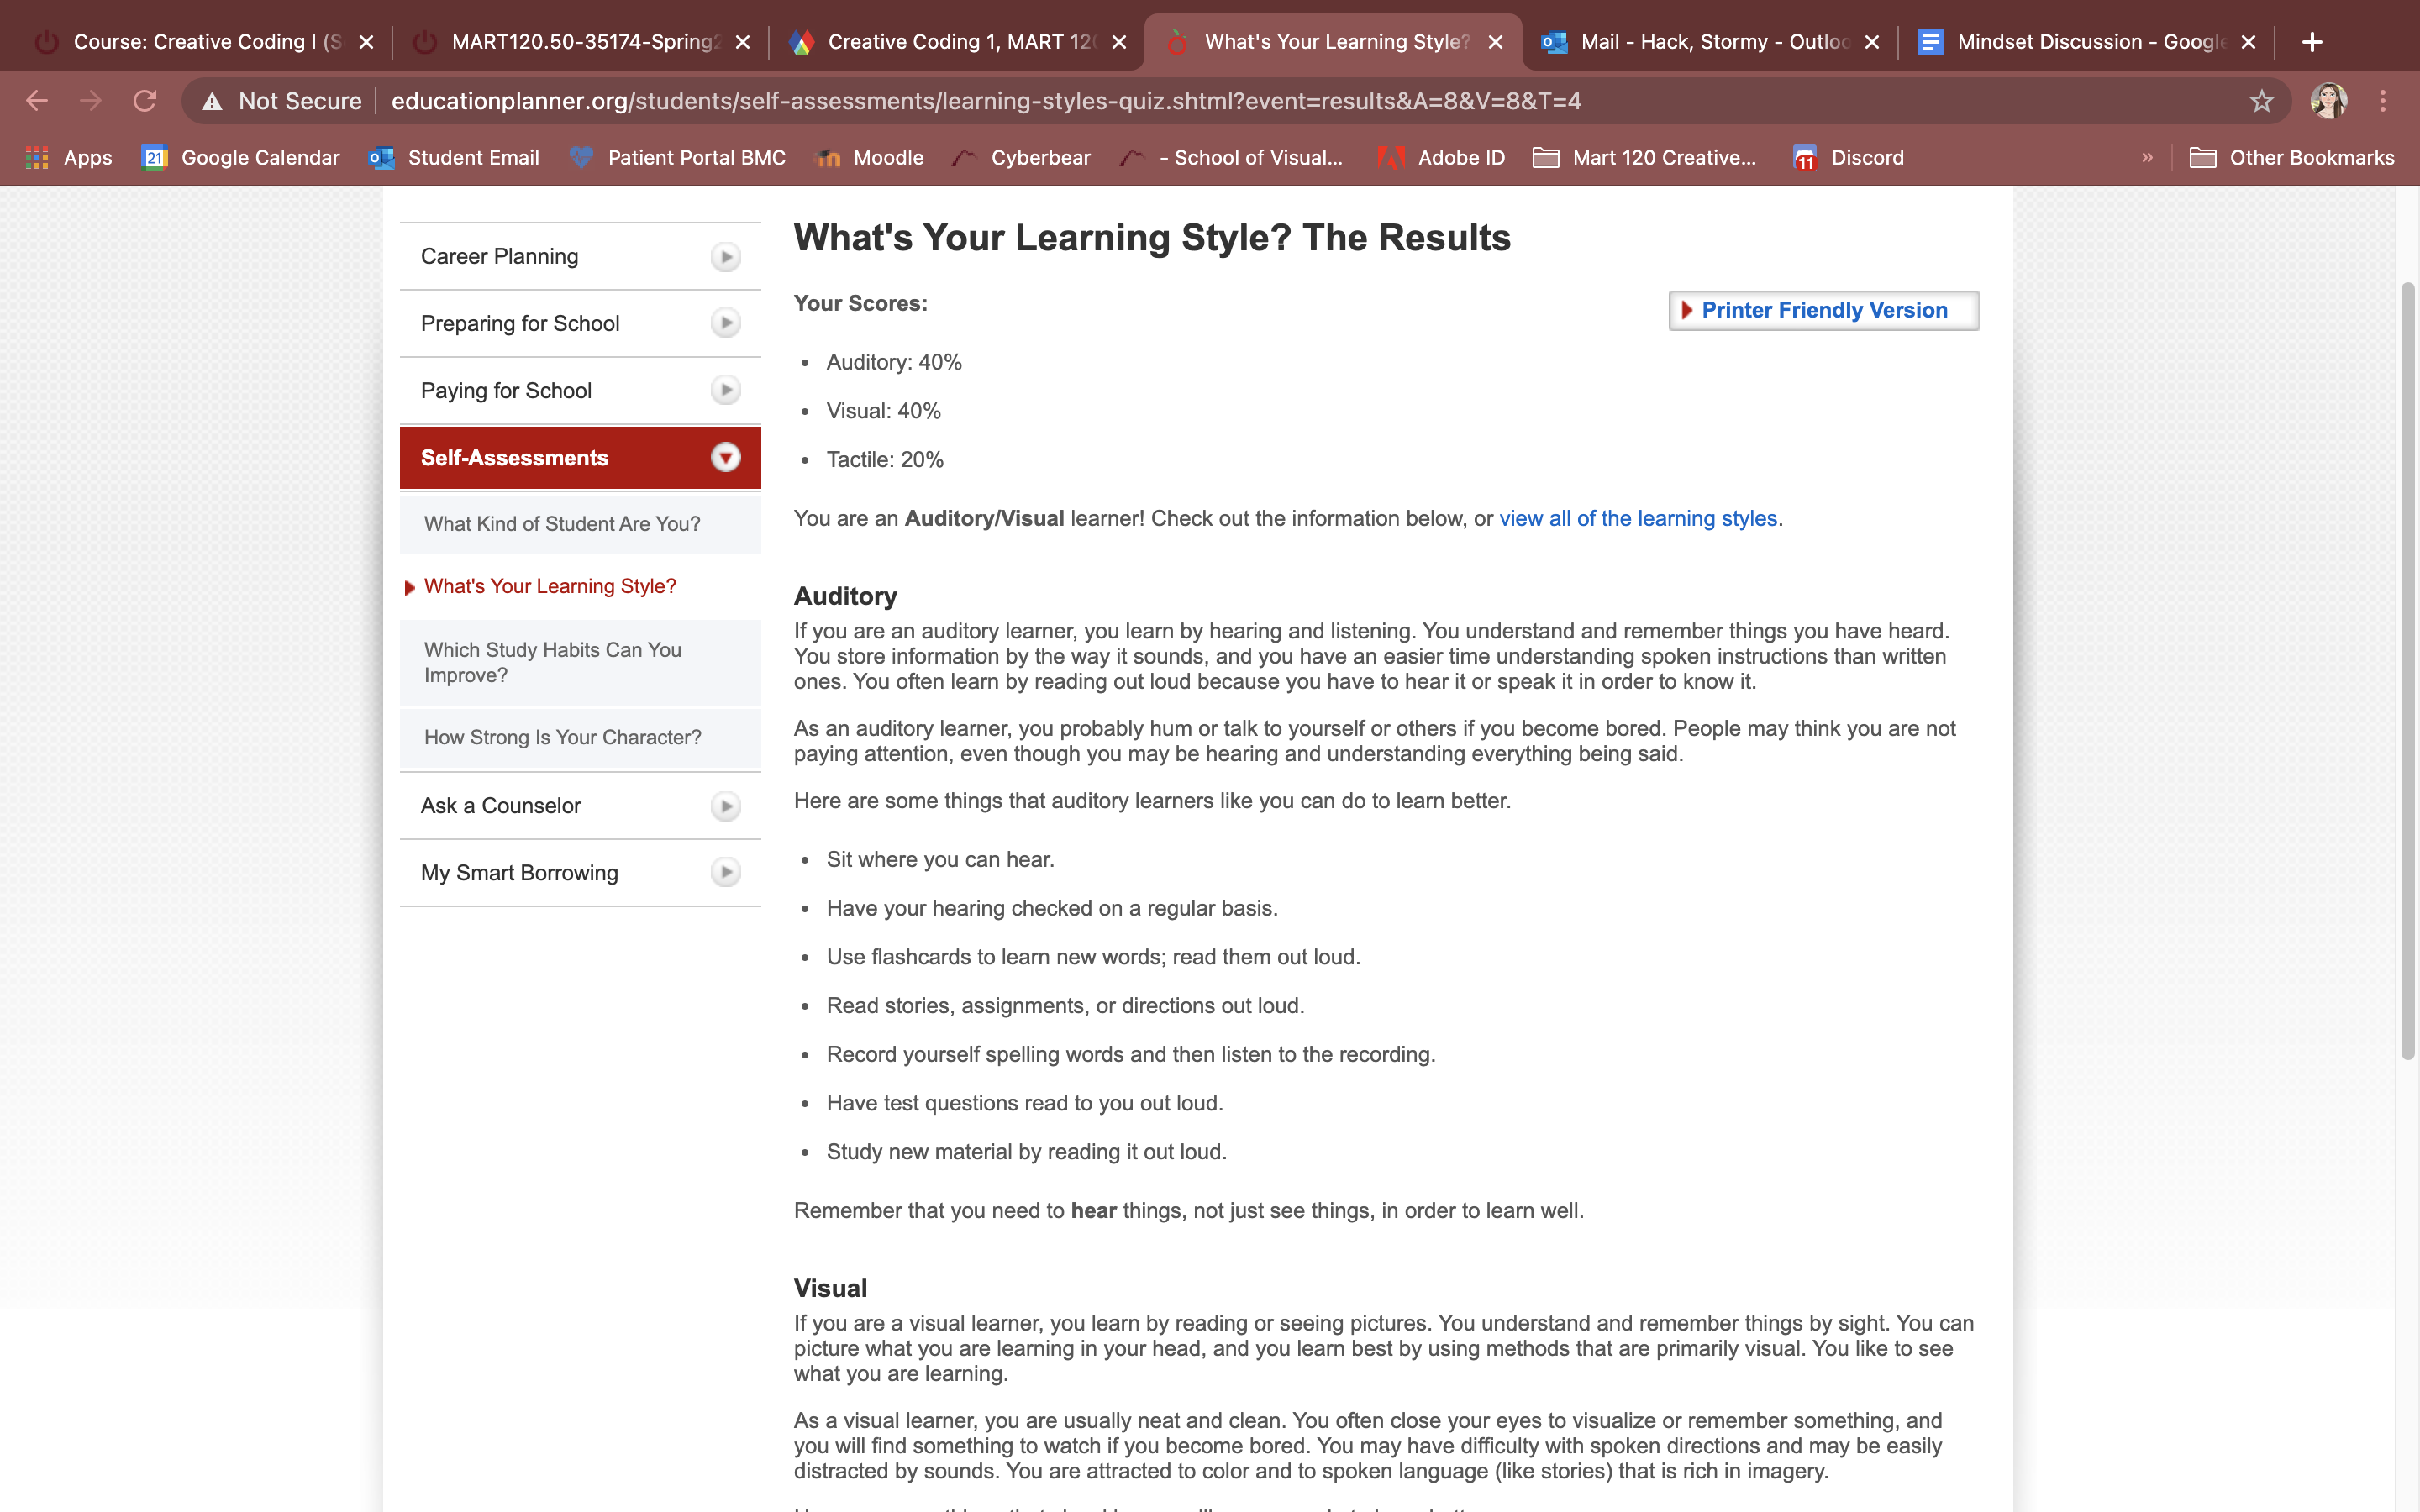 Course: Creative Coding I (S
MART120.50-35174-Spring2
Creative Coding 1, MART 120
What's Your Learning Style?
Mail - Hack, Stormy - Outloo
Mindset Discussion - Google
Not Secure educationplanner.org/students/self-assessments/learning-styles-quiz.shtml?event=results&A=8&V=8&T=4
Apps 21 Google Calendar Student Email Patient Portal BMC Moodle Cyberbear - School of Visual... Adobe ID Mart 120 Creative... 11 Discord » Other Bookmarks
Career Planning
Preparing for School
Paying for School
Self-Assessments
What Kind of Student Are You?
What's Your Learning Style?
Which Study Habits Can You
Improve?
How Strong Is Your Character?
Ask a Counselor
My Smart Borrowing
What's Your Learning Style? The Results
Your Scores:
Printer Friendly Version
• Auditory: 40%
• Visual: 40%
• Tactile: 20%
You are an Auditory/Visual learner! Check out the information below, or view all of the learning styles.
Auditory
If you are an auditory learner, you learn by hearing and listening. You understand and remember things you have heard.
You store information by the way it sounds, and you have an easier time understanding spoken instructions than written
ones. You often learn by reading out loud because you have to hear it or speak it in order to know it.
As an auditory learner, you probably hum or talk to yourself or others if you become bored. People may think you are not
paying attention, even though you may be hearing and understanding everything being said.
Here are some things that auditory learners like you can do to learn better.
• Sit where you can hear.
• Have your hearing checked on a regular basis.
• Use flashcards to learn new words; read them out loud.
• Read stories, assignments, or directions out loud.
• Record yourself spelling words and then listen to the recording.
• Have test questions read to you out loud.
• Study new material by reading it out loud.
Remember that you need to hear things, not just see things, in order to learn well.
Visual
If you are a visual learner, you learn by reading or seeing pictures. You understand and remember things by sight. You can
picture what you are learning in your head, and you learn best by using methods that are primarily visual. You like to see
what you are learning.
As a visual learner, you are usually neat and clean. You often close your eyes to visualize or remember something, and
you will find something to watch if you become bored. You may have difficulty with spoken directions and may be easily
distracted by sounds. You are attracted to color and to spoken language (like stories) that is rich in imagery.